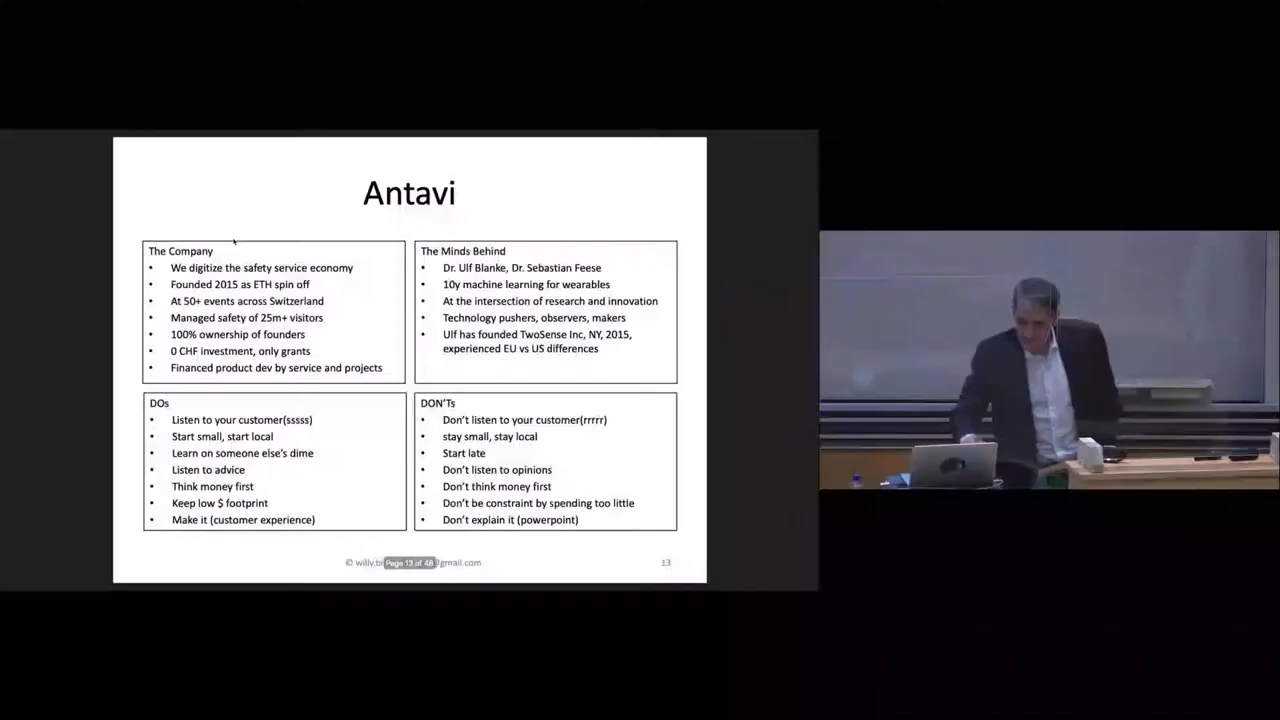 Antavi
The Company
• We digitize the safety service economy
• Founded 2015 as ETH spin off
• At 50+ events across Switzerland
• Managed safety of 25m+ visitors
• 100% ownership of founders
• 0 CHF investment, only grants
• Financed product dev by service and projects
The Minds Behind
• Dr. Ulf Blanke, Dr. Sebastian Feese
• 10y machine learning for wearables
• At the intersection of research and innovation
• Technology pushers, observers, makers
• Ulf has founded TwoSense Inc, NY, 2015,
experienced EU vs US differences
DOs
• Listen to your customer(sssss)
• Start small, start local
• Learn on someone else's dime
• Listen to advice
• Think money first
• Keep low $ footprint
• Make it (customer experience)
DON'Ts
• Don't listen to your customer(rrrrr)
• stay small, stay local
• Start late
• Don't listen to opinions
• Don't think money first
• Don't be constraint by spending too little
• Don't explain it (powerpoint)
©
Page 13 of 48
gmail.com
13